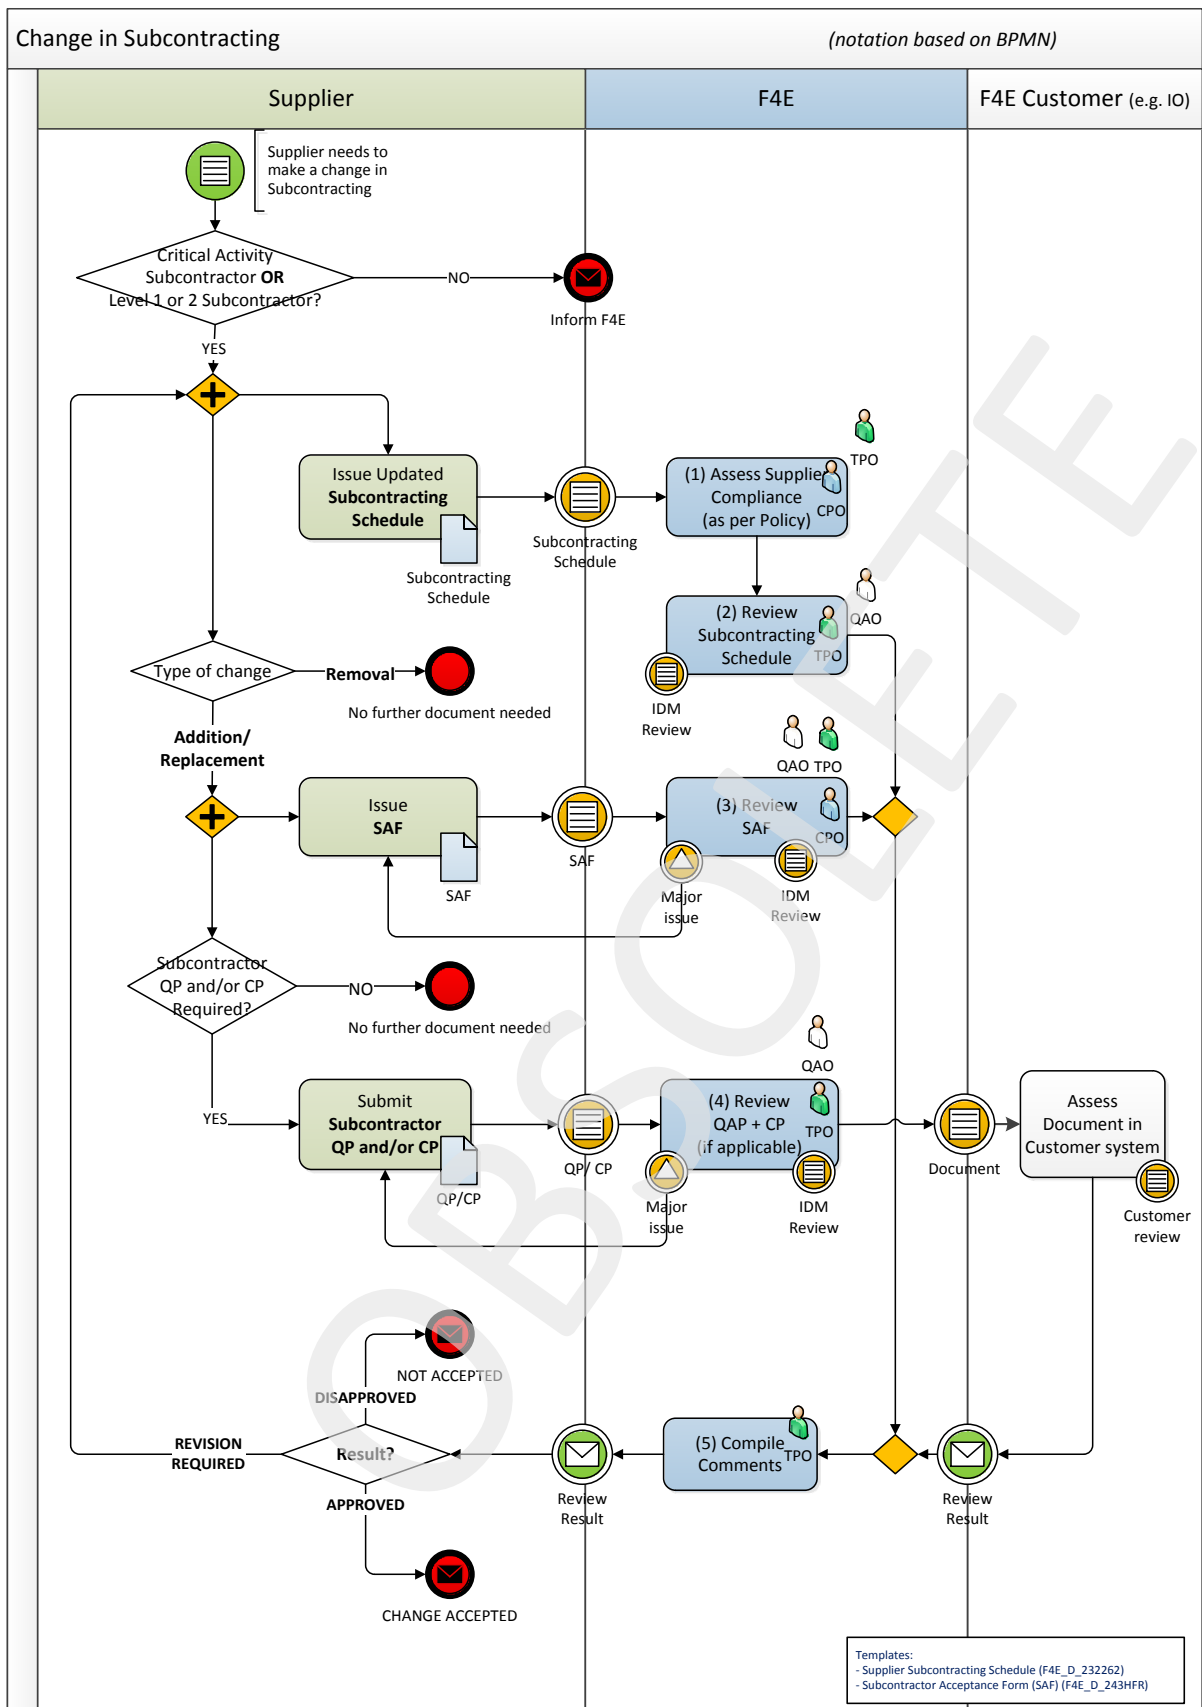 Change in Subcontracting
(notation based on BPMN)
Supplier
F4E
F4E Customer (e.g. IO)
Supplier needs to
make a change in
Subcontracting
Critical Activity
Subcontractor OR
Level 1 or 2 Subcontractor?
NO
Inform F4E
YES
Issue Updated
Subcontracting
Schedule
Subcontracting
Schedule
Subcontracting
Schedule
(1) Assess Supplier
Compliance
(as per Policy)
CPO
TPO
(2) Review
Subcontracting
Schedule
TPO
QAO
IDM
Review
Type of change
Removal
No further document needed
Addition/
Replacement
QAO
TPO
Issue
SAF
SAF
SAF
(3) Review
SAF
CPO
Major
issue
IDM
Review
Subcontractor
QP and/or CP
Required?
NO
No further document needed
QAO
YES
Submit
Subcontractor
QP and/or CP
QP/CP
QP/ CP
(4) Review
QAP + CP
(if applicable)
TPO
Major
issue
IDM
Review
Document
Assess
Document in
Customer system
Customer
review
NOT ACCEPTED
DISAPPROVED
REVISION
REQUIRED
Result?
APPROVED
Review
Result
(5) Compile
Comments
TPO
Review
Result
CHANGE ACCEPTED
Templates:
- Supplier Subcontracting Schedule (F4E_D_232262)
- Subcontractor Acceptance Form (SAF) (F4E_D_243HFR)
OBSOLETE